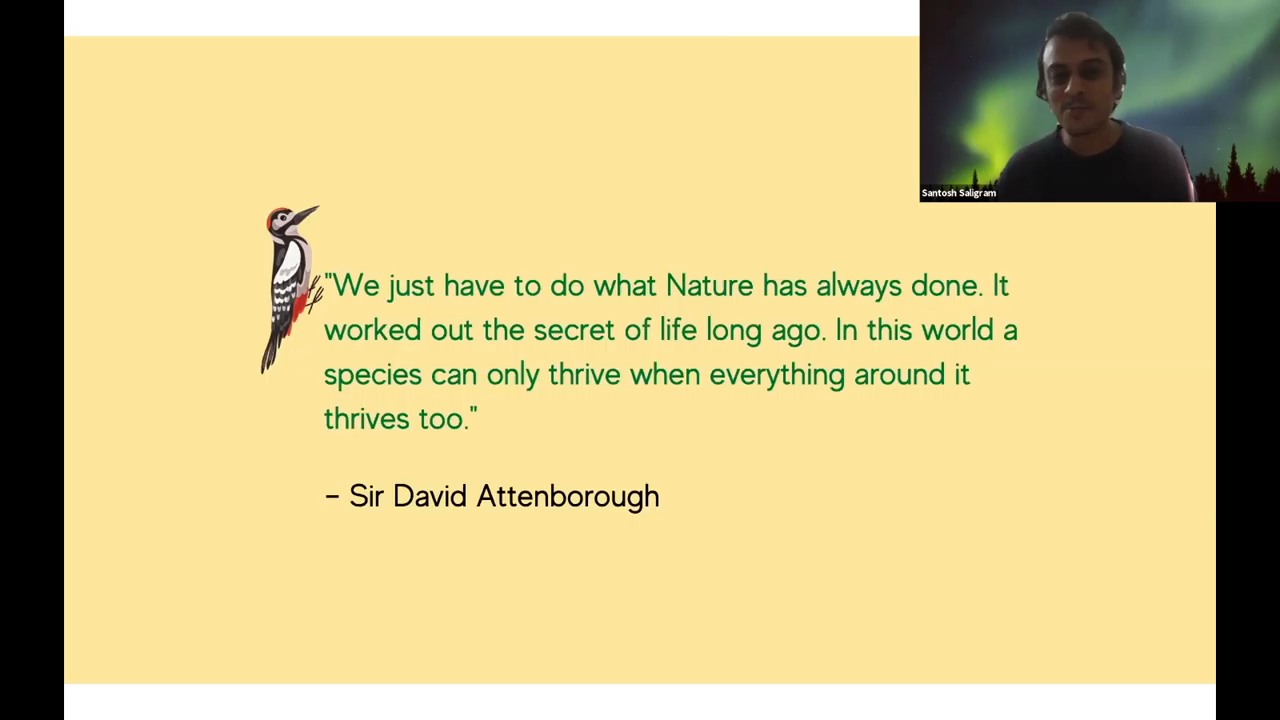 Santosh Saligram
"We just have to do what Nature has always done. It
worked out the secret of life long ago. In this world a
species can only thrive when everything around it
thrives too."
– Sir David Attenborough